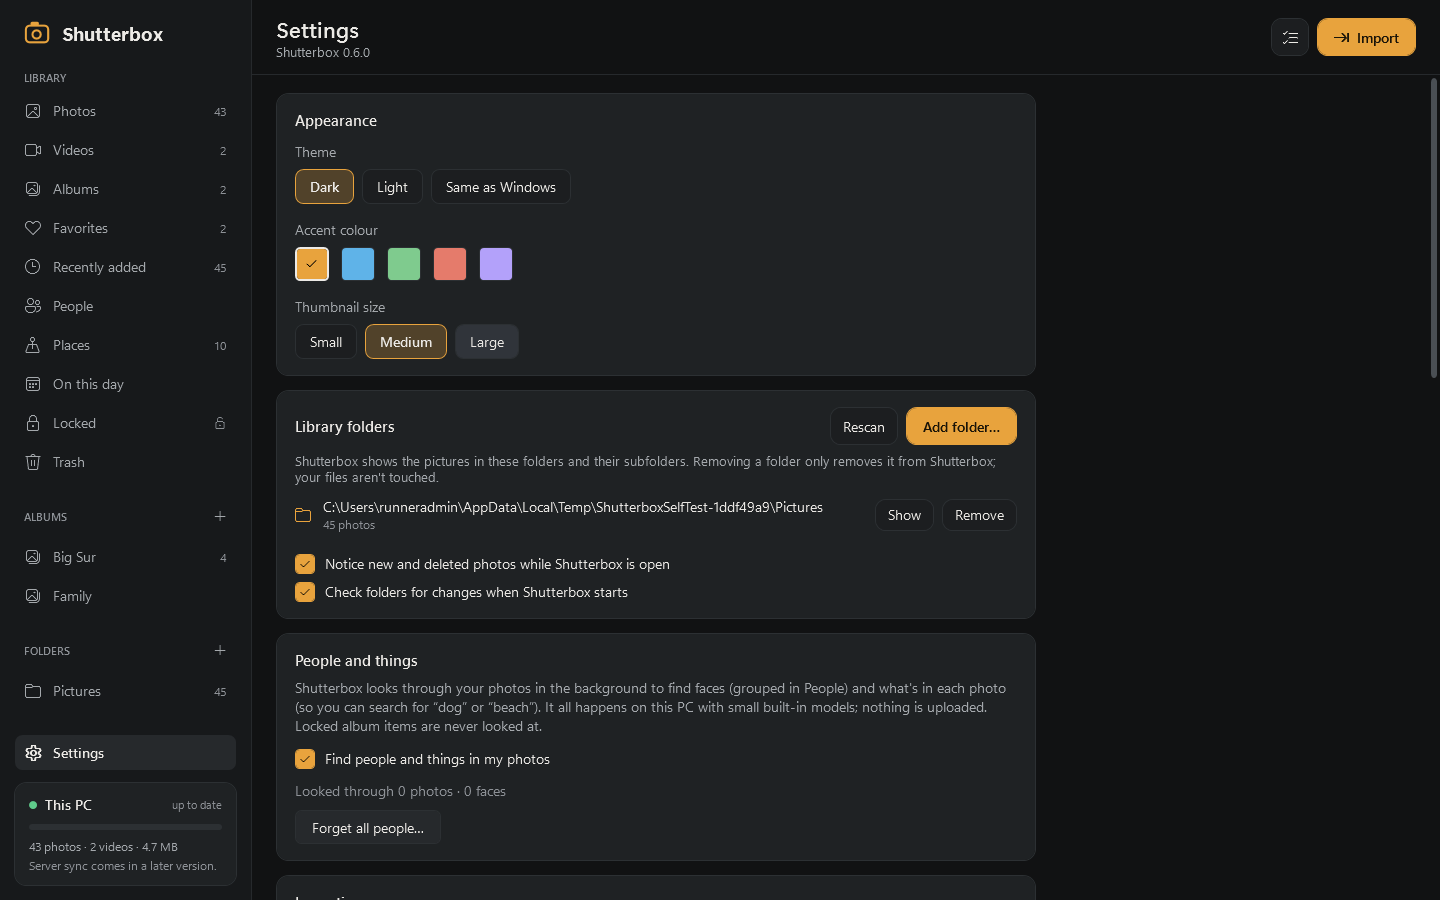 Shutterbox
LIBRARY
Photos 43
Videos 2
Albums 2
Favorites 2
Recently added 45
People
Places 10
On this day
Locked
Trash
ALBUMS
Big Sur 4
Family
FOLDERS
Pictures 45
Settings
This PC up to date
43 photos · 2 videos · 4.7 MB
Server sync comes in a later version.
Settings
Shutterbox 0.6.0
Import
Appearance
Theme
Dark Light Same as Windows
Accent colour
Thumbnail size
Small Medium Large
Library folders
Rescan Add folder...
Shutterbox shows the pictures in these folders and their subfolders. Removing a folder only removes it from Shutterbox;
your files aren't touched.
C:\Users\runneradmin\AppData\Local\Temp\ShutterboxSelfTest-1ddf49a9\Pictures
45 photos
Show Remove
Notice new and deleted photos while Shutterbox is open
Check folders for changes when Shutterbox starts
People and things
Shutterbox looks through your photos in the background to find faces (grouped in People) and what's in each photo
(so you can search for “dog” or “beach”). It all happens on this PC with small built-in models; nothing is uploaded.
Locked album items are never looked at.
Find people and things in my photos
Looked through 0 photos · 0 faces
Forget all people...